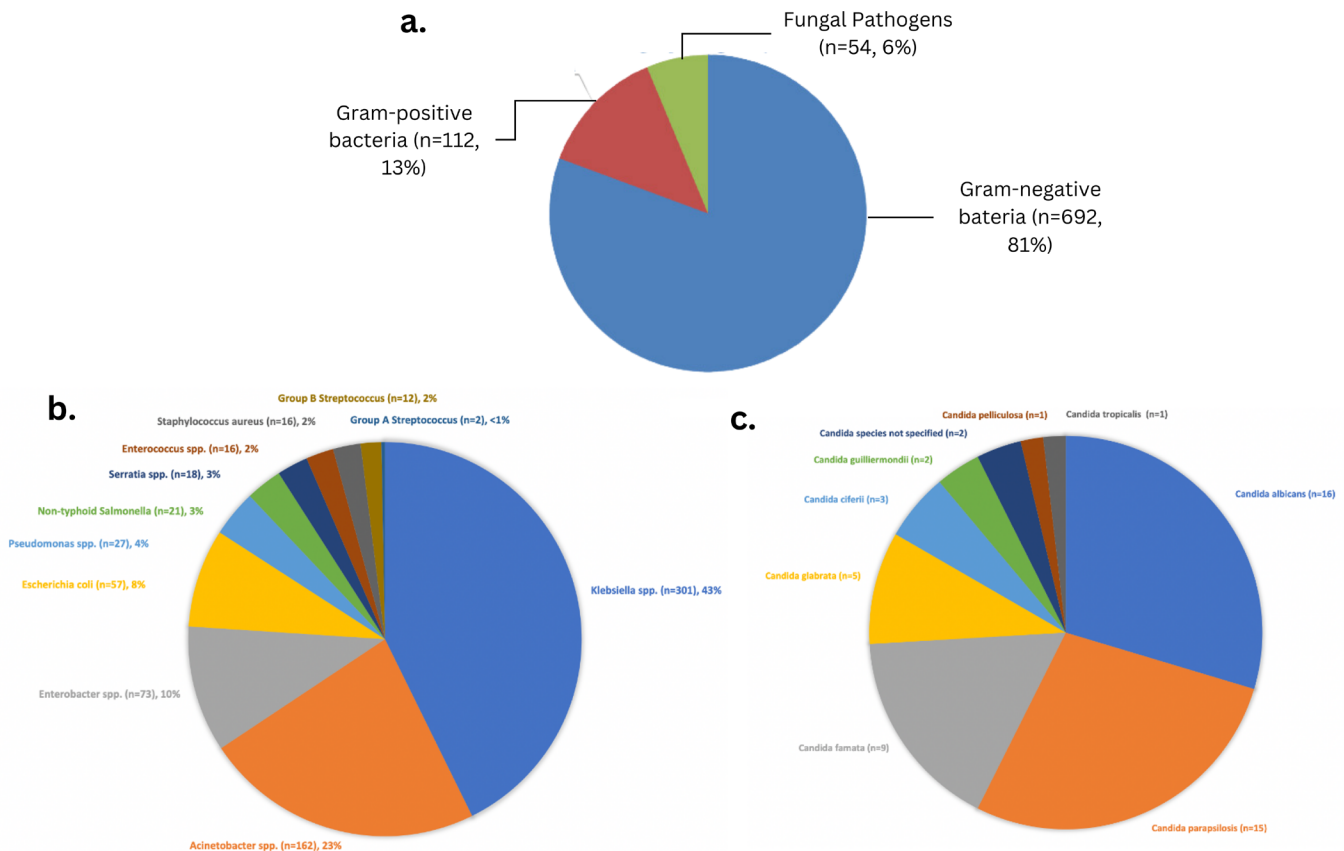 a.
Fungal Pathogens
(n=54, 6%)
Gram-positive
bacteria (n=112,
13%)
Gram-negative
bateria (n=692,
81%)
b.
Group B Streptococcus (n=12), 2%
Staphylococcus aureus (n=16), 2%
Group A Streptococcus (n=2), <1%
Enterococcus spp. (n=16), 2%
Serratia spp. (n=18), 3%
Non-typhoid Salmonella (n=21), 3%
Pseudomonas spp. (n=27), 4%
Escherichia coli (n=57), 8%
Klebsiella spp. (n=301), 43%
Enterobacter spp. (n=73), 10%
Acinetobacter spp. (n=162), 23%
c.
Candida pelliculosa (n=1)
Candida tropicalis (n=1)
Candida species not specified (n=2)
Candida guilliermondii (n=2)
Candida ciferii (n=3)
Candida albicans (n=16)
Candida glabrata (n=5)
Candida famata (n=9)
Candida parapsilosis (n=15)